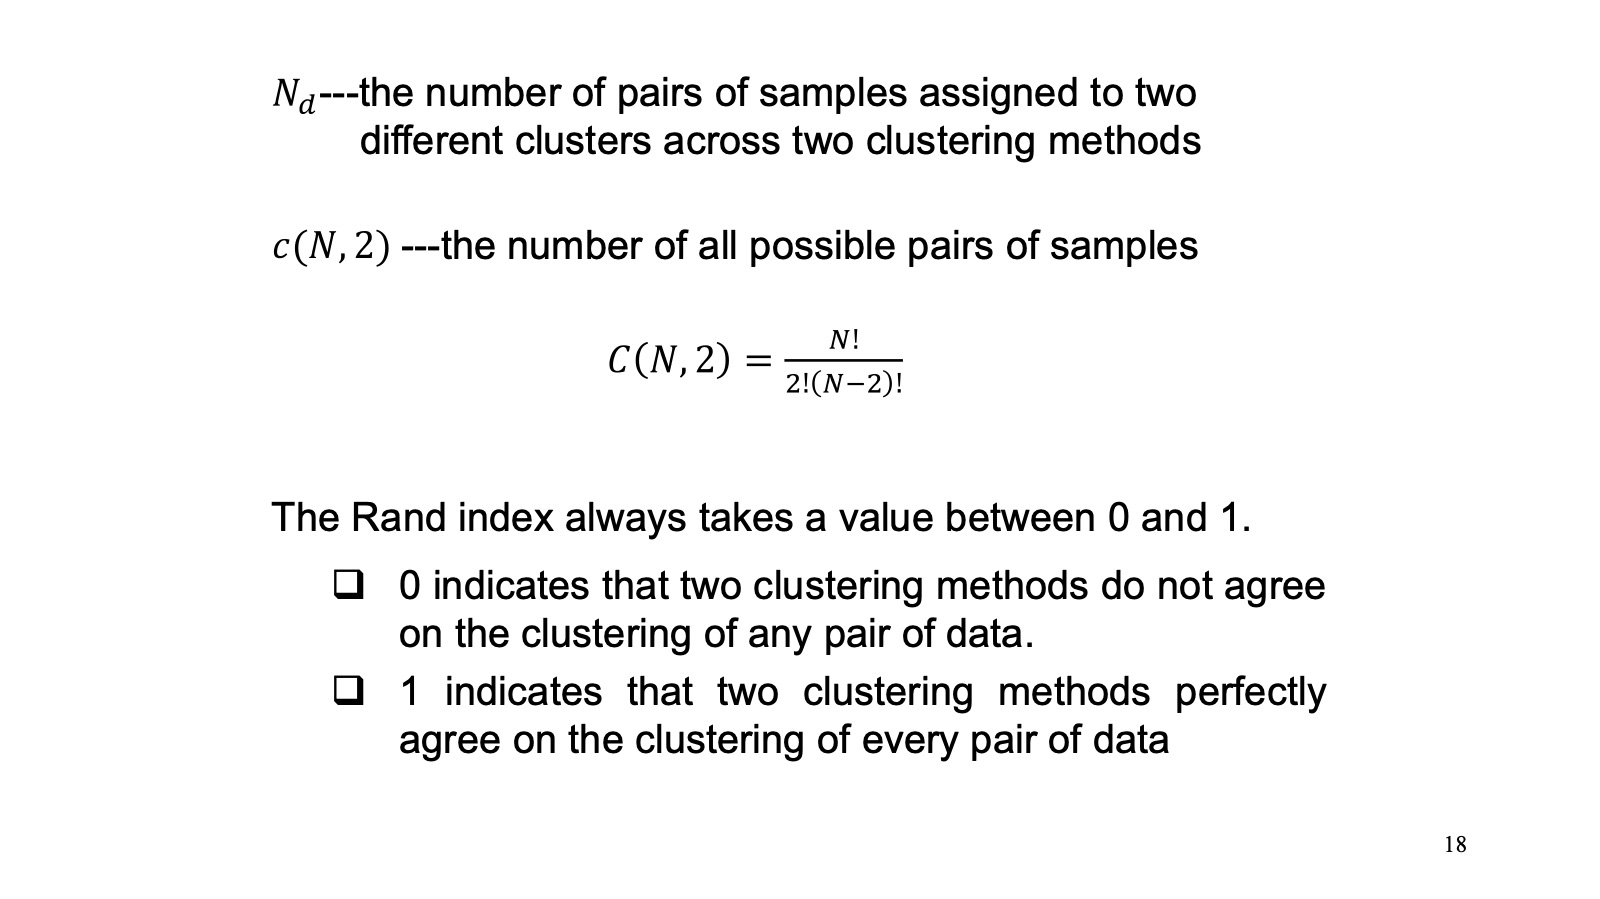 N_d---the number of pairs of samples assigned to two
different clusters across two clustering methods
c(N, 2) ---the number of all possible pairs of samples
C(N, 2) = N! / 2!(N−2)!
The Rand index always takes a value between 0 and 1.
❑ 0 indicates that two clustering methods do not agree
on the clustering of any pair of data.
❑ 1 indicates that two clustering methods perfectly
agree on the clustering of every pair of data
18